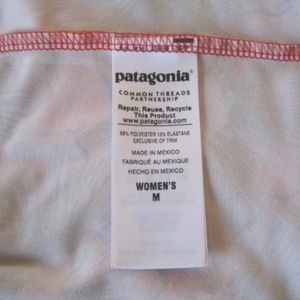 patagonia®
COMMON THREADS
PARTNERSHIP
Repair, Reuse, Recycle
This Product
www.patagonia.com
88% POLYESTER 12% ELASTANE
EXCLUSIVE OF TRIM
MADE IN MEXICO
FABRIQUÉ AU MEXIQUE
HECHO EN MEXICO
WOMEN'S
M